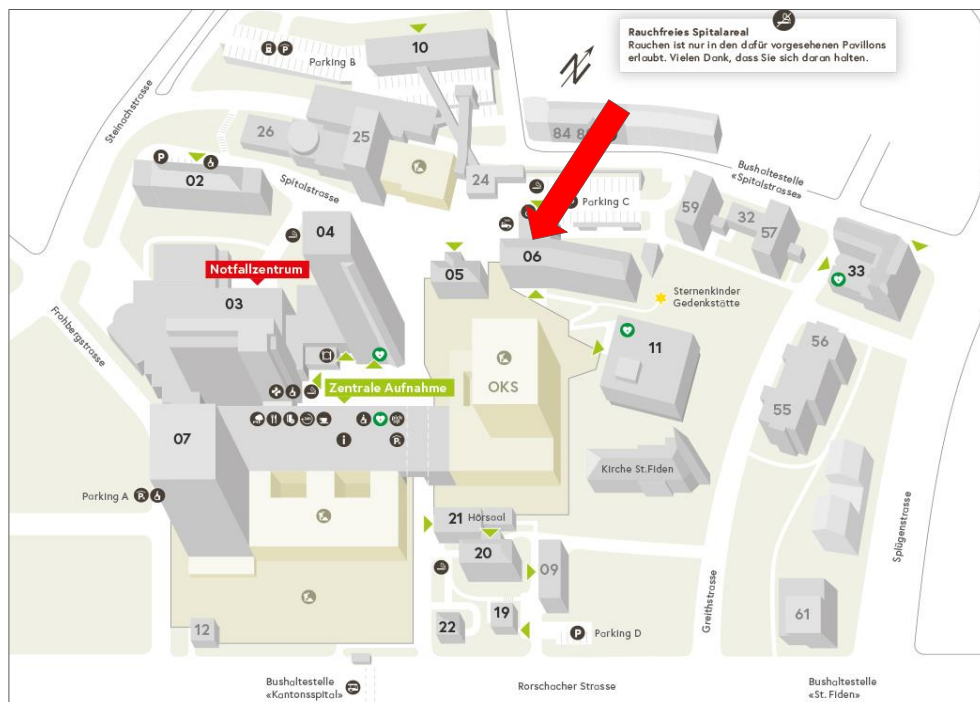 Rauchfreies Spitalareal
Rauchen ist nur in den dafür vorgesehenen Pavillons
erlaubt. Vielen Dank, dass Sie sich daran halten.
10
Parking B
N
Steinachstrasse
26
25
84
24
Bushaltestelle
«Spitalstrasse»
02
Spitalstrasse
Parking C
59
32
57
04
05
06
33
Notfallzentrum
03
Sternenkinder
Gedenkstätte
Frohbergstrasse
11
56
OKS
Zentrale Aufnahme
55
07
Kirche St.Fiden
Parking A
21 Hörsaal
20
09
Splügenstrasse
Greithstrasse
12
22
19
Parking D
61
Bushaltestelle
«Kantonsspital»
Rorschacher Strasse
Bushaltestelle
«St. Fiden»